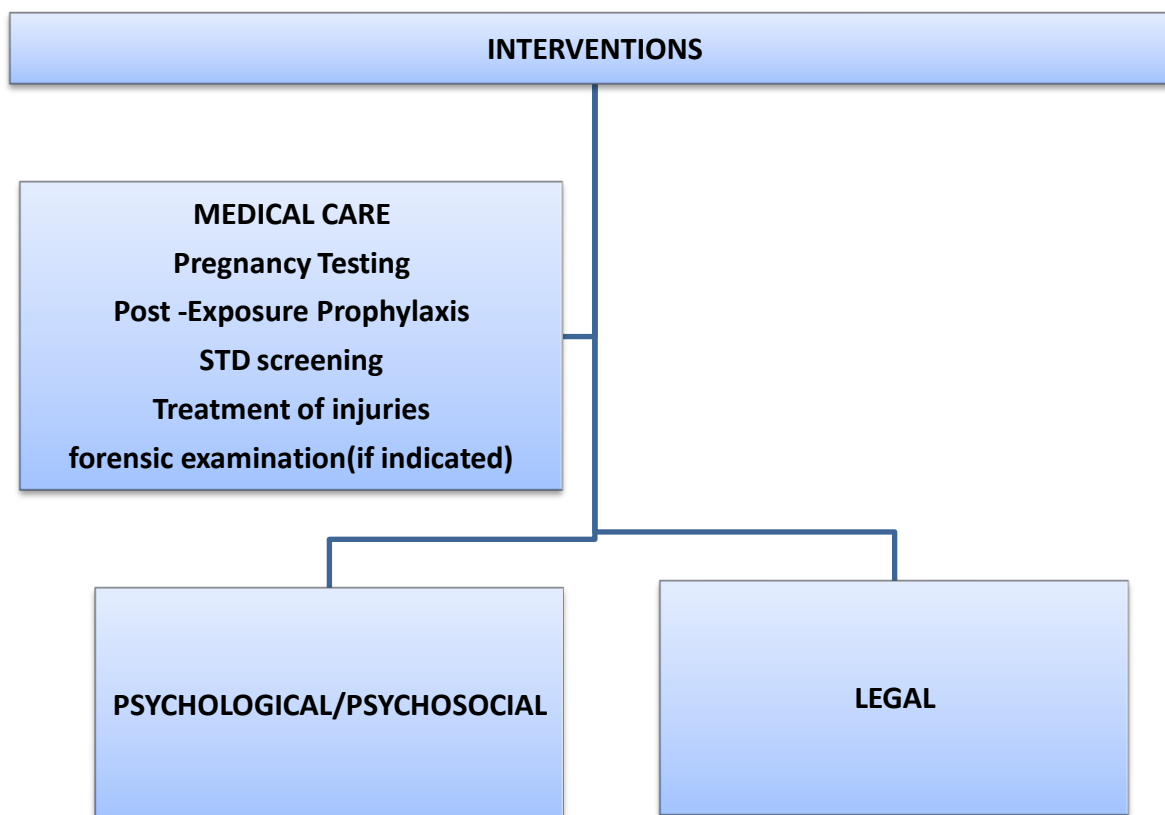 INTERVENTIONS
MEDICAL CARE
Pregnancy Testing
Post -Exposure Prophylaxis
STD screening
Treatment of injuries
forensic examination(if indicated)
PSYCHOLOGICAL/PSYCHOSOCIAL
LEGAL